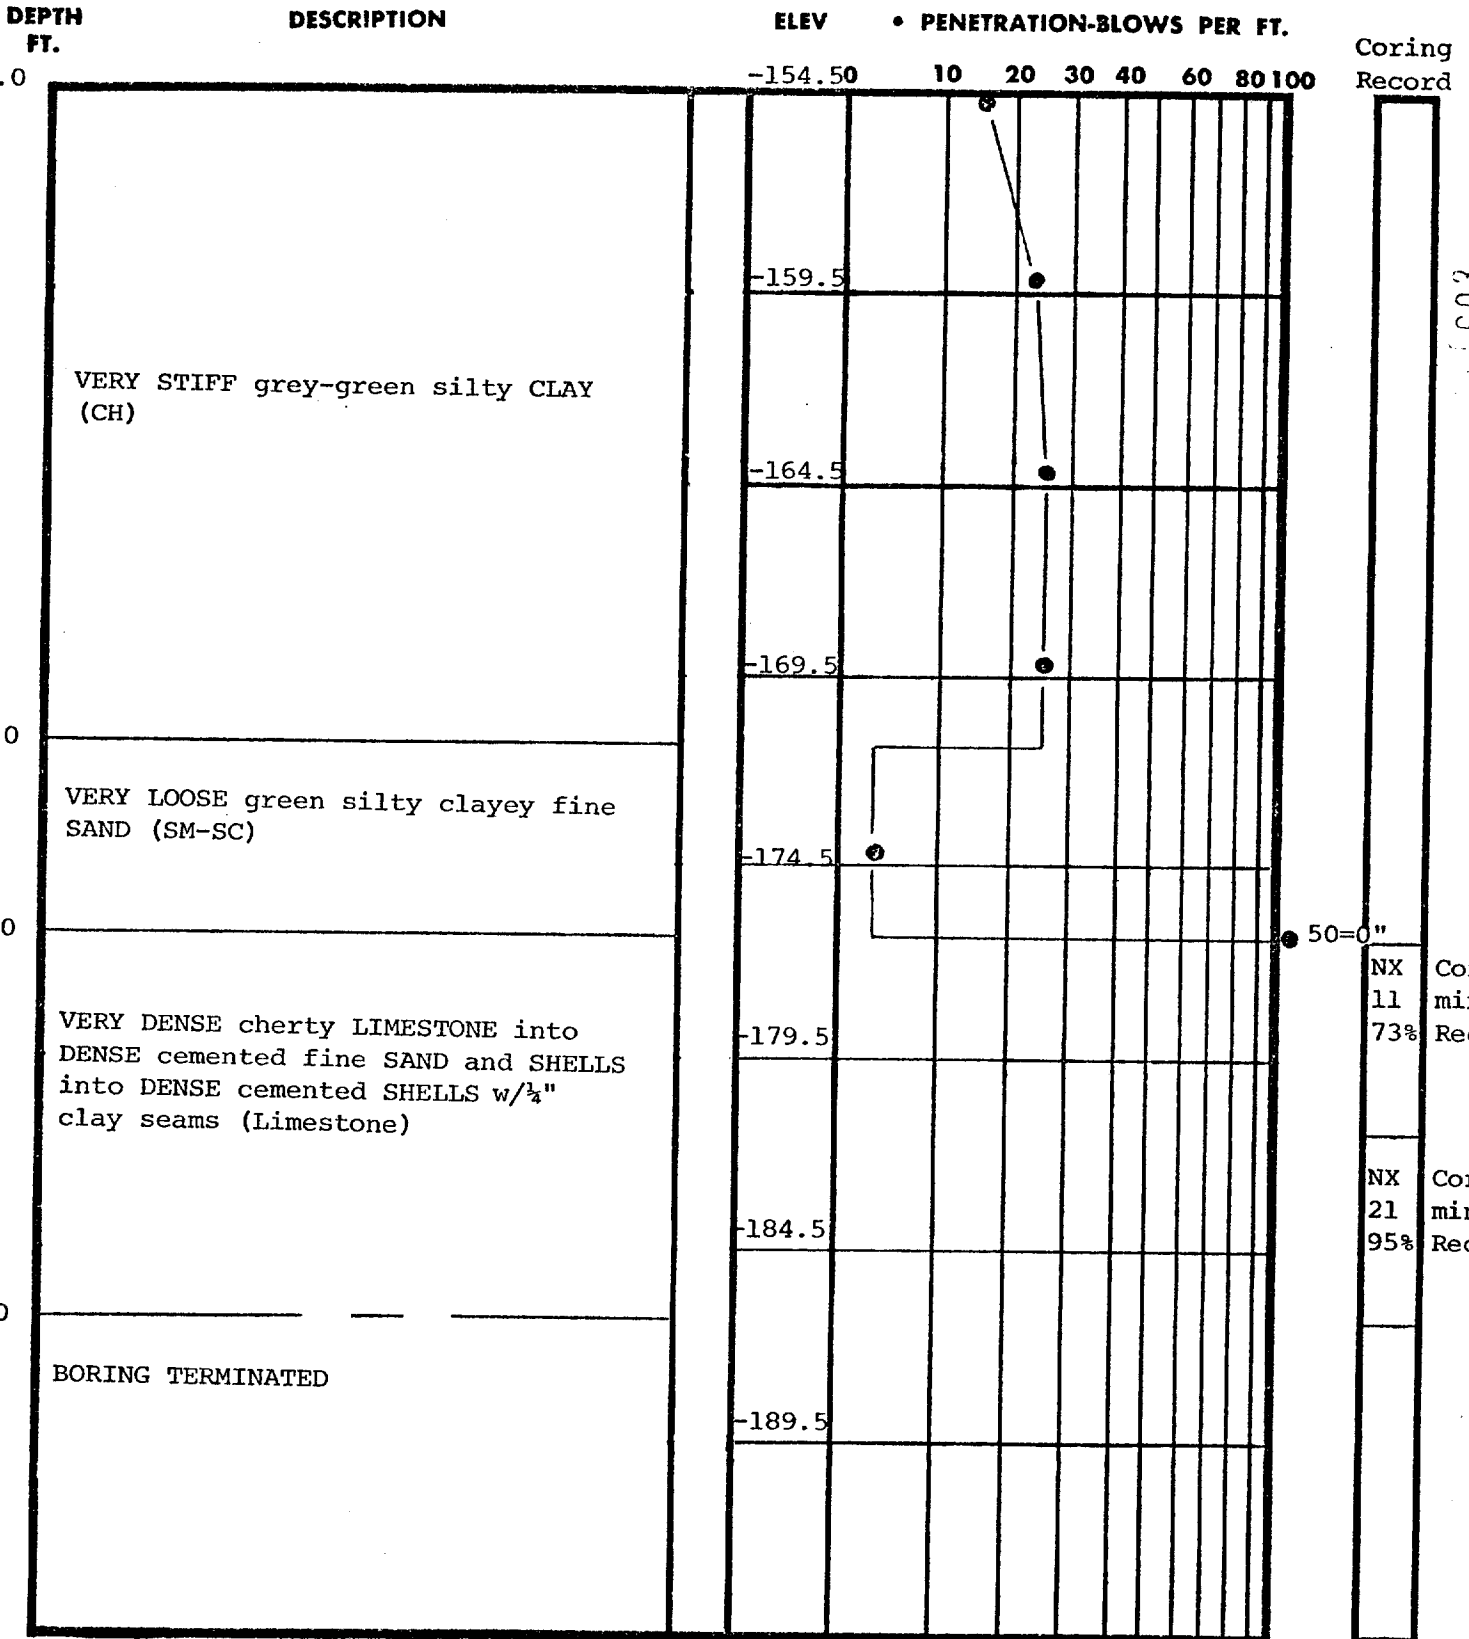 DEPTH FT.
DESCRIPTION
ELEV
• PENETRATION-BLOWS PER FT.
Coring Record
.0
-154.5 0 10 20 30 40 60 80 100
-159.5
VERY STIFF grey-green silty CLAY
(CH)
-164.5
-169.5
0
VERY LOOSE green silty clayey fine
SAND (SM-SC)
-174.5
0
50=0"
NX
11
73%
VERY DENSE cherty LIMESTONE into
DENSE cemented fine SAND and SHELLS
into DENSE cemented SHELLS w/¼"
clay seams (Limestone)
-179.5
NX
21
95%
-184.5
0
BORING TERMINATED
-189.5